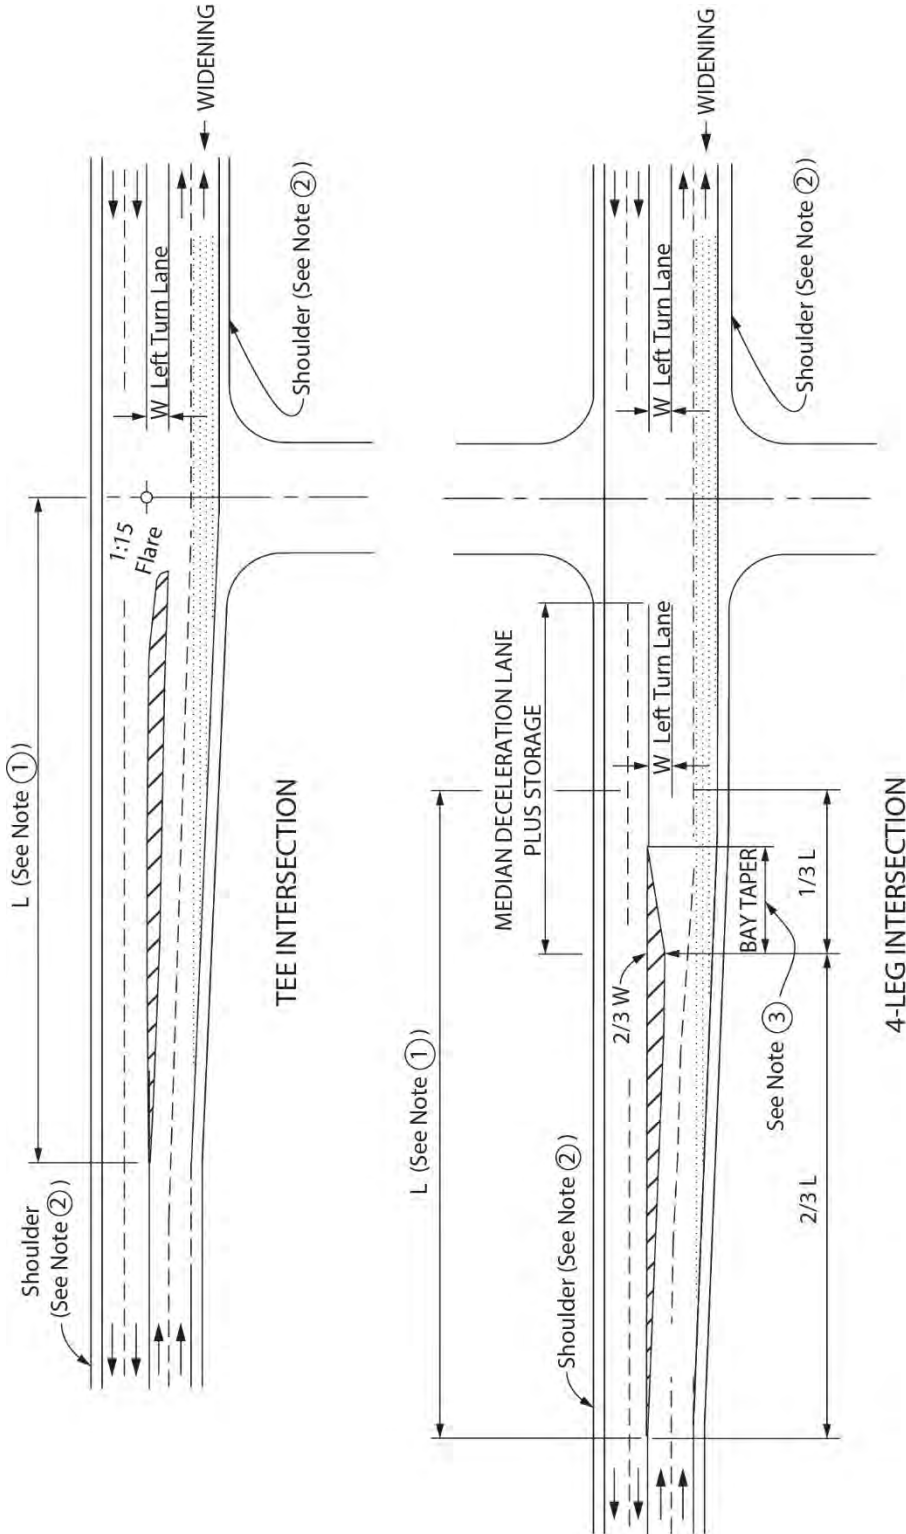 WIDENING
L (See Note ①)
1:15
Flare
W Left Turn Lane
Shoulder
(See Note ②)
Shoulder (See Note ②)
TEE INTERSECTION
WIDENING
L (See Note ①)
MEDIAN DECELERATION LANE
PLUS STORAGE
W Left Turn Lane
W Left Turn Lane
Shoulder (See Note ②)
2/3 W
BAY TAPER
See Note ③
Shoulder (See Note ②)
2/3 L
1/3 L
4-LEG INTERSECTION